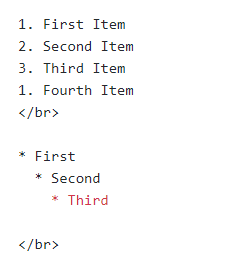 1. First Item
2. Second Item
3. Third Item
1. Fourth Item
</br>
* First
  * Second
    * Third
</br>